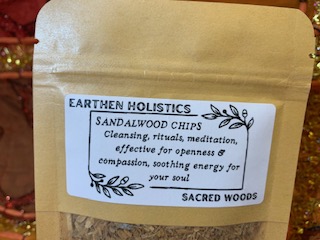 EARTHEN HOLISTICS
SANDALWOOD CHIPS
Cleansing, rituals, meditation,
effective for openness &
compassion, soothing energy for
your soul
SACRED WOODS